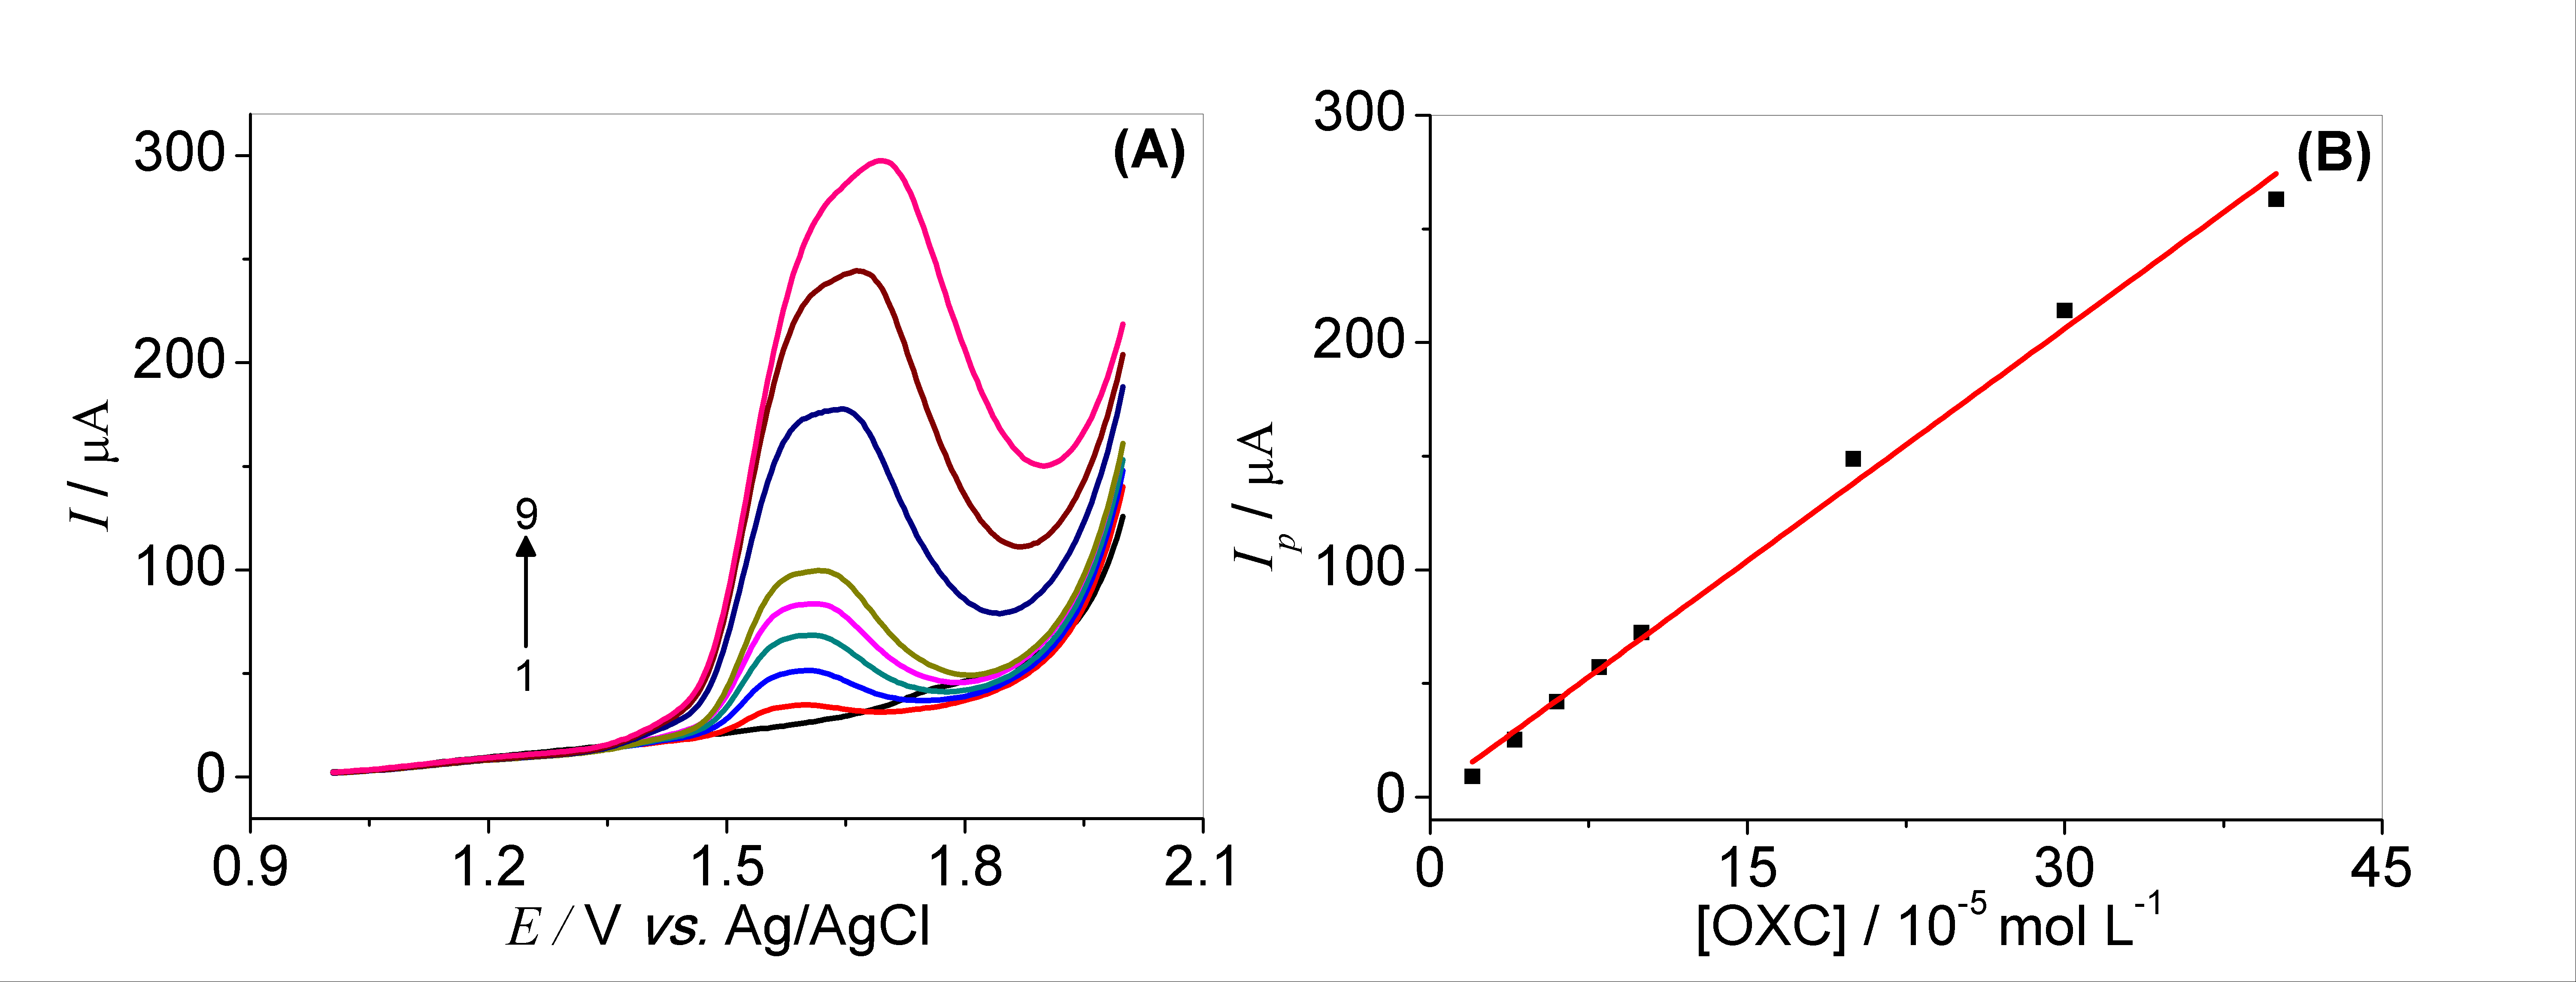 (A)
300
200
100
0
I / μA
9
1
0.9 1.2 1.5 1.8 2.1
E / V vs. Ag/AgCl
(B)
300
200
100
0
I_p / μA
0 15 30 45
[OXC] / 10⁻⁵ mol L⁻¹